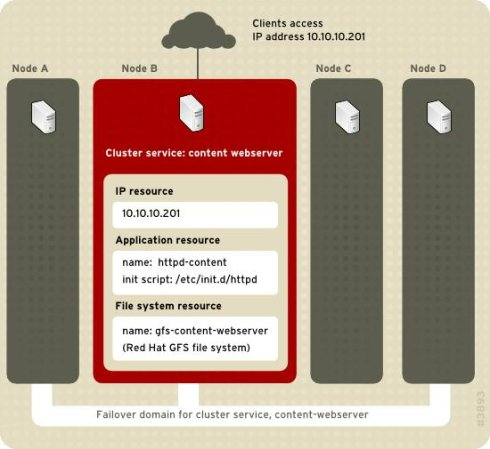 Clients access
IP address 10.10.10.201
Node A
Node B
Node C
Node D
Cluster service: content webserver
IP resource
10.10.10.201
Application resource
name: httpd-content
init script: /etc/init.d/httpd
File system resource
name: gfs-content-webserver
(Red Hat GFS file system)
Failover domain for cluster service, content-webserver
#3893